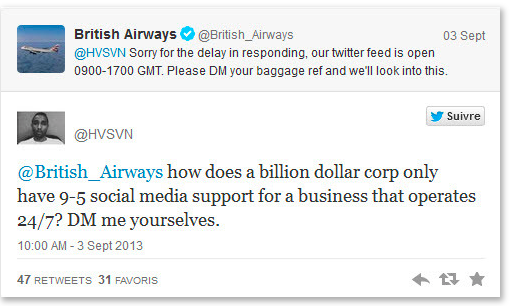 British Airways @British_Airways 03 Sept
@HVSVN Sorry for the delay in responding, our twitter feed is open
0900-1700 GMT. Please DM your baggage ref and we'll look into this.
Suivre
@HVSVN
@British_Airways how does a billion dollar corp only
have 9-5 social media support for a business that operates
24/7? DM me yourselves.
10:00 AM - 3 Sept 2013
47 RETWEETS 31 FAVORIS